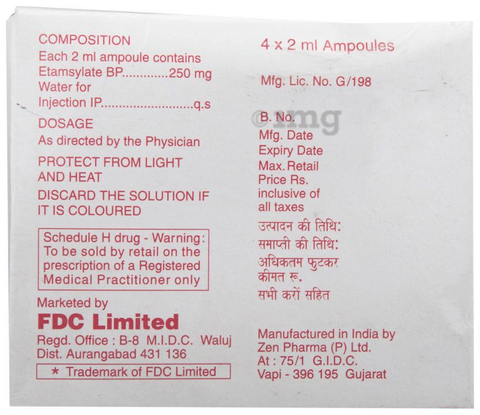 COMPOSITION
Each 2 ml ampoule contains
Etamsylate BP.............250 mg
Water for
Injection IP.......................q.s
DOSAGE
As directed by the Physician
PROTECT FROM LIGHT
AND HEAT
DISCARD THE SOLUTION IF
IT IS COLOURED
Schedule H drug - Warning:
To be sold by retail on the
prescription of a Registered
Medical Practitioner only
Marketed by
FDC Limited
Regd. Office : B-8 M.I.D.C. Waluj
Dist. Aurangabad 431 136
* Trademark of FDC Limited
4 x 2 ml Ampoules
Mfg. Lic. No. G/198
1mg
B. No.
Mfg. Date
Expiry Date
Max. Retail
Price Rs.
inclusive of
all taxes
उत्पादन की तिथि:
समाप्ती की तिथि:
अधिकतम फुटकर
कीमत रू.
सभी करों सहित
Manufactured in India by
Zen Pharma (P) Ltd.
At : 75/1 G.I.D.C.
Vapi - 396 195 Gujarat